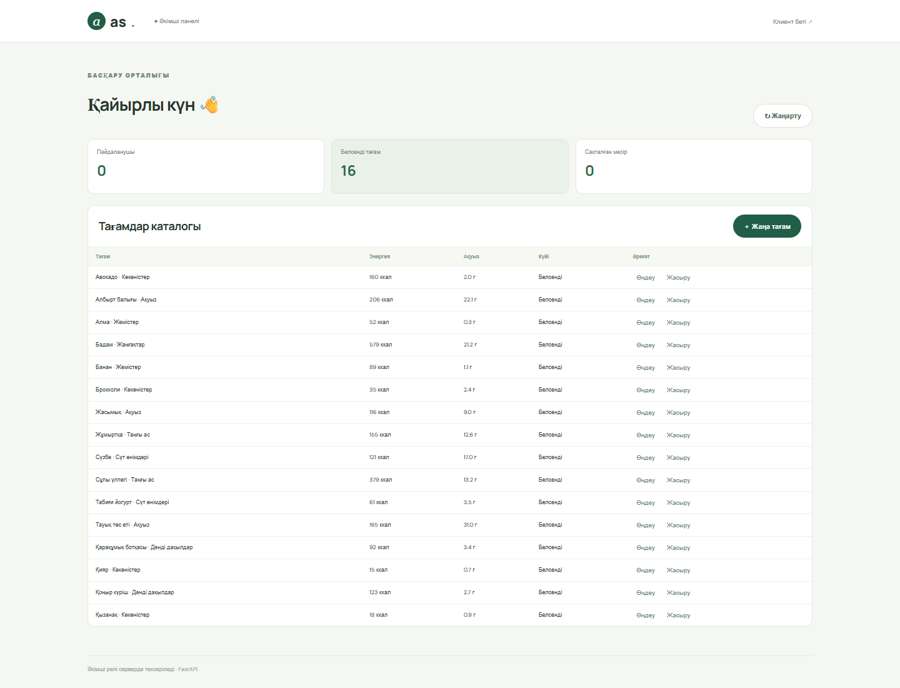 a as .
Әкімші панелі
Клиент беті ↗
БАСҚАРУ ОРТАЛЫҒЫ
Қайырлы күн 👋
↻ Жаңарту
Пайдаланушы
0
Белсенді тағам
16
Сақталған мәзір
0
Тағамдар каталогы
+ Жаңа тағам
Тағам Энергия Ақуыз Күйі Әрекет
Авокадо · Көкөністер 160 ккал 2.0 г Белсенді Өңдеу Жасыру
Албырт балығы · Ақуыз 206 ккал 22.1 г Белсенді Өңдеу Жасыру
Алма · Жемістер 52 ккал 0.3 г Белсенді Өңдеу Жасыру
Бадам · Жаңғақтар 579 ккал 21.2 г Белсенді Өңдеу Жасыру
Банан · Жемістер 89 ккал 1.1 г Белсенді Өңдеу Жасыру
Брокколи · Көкөністер 35 ккал 2.4 г Белсенді Өңдеу Жасыру
Жасымық · Ақуыз 116 ккал 9.0 г Белсенді Өңдеу Жасыру
Жұмыртқа · Таңғы ас 155 ккал 12.6 г Белсенді Өңдеу Жасыру
Сүзбе · Сүт өнімдері 121 ккал 17.0 г Белсенді Өңдеу Жасыру
Сұлы үлпегі · Таңғы ас 379 ккал 13.2 г Белсенді Өңдеу Жасыру
Табиғи йогурт · Сүт өнімдері 61 ккал 3.5 г Белсенді Өңдеу Жасыру
Тауық төс еті · Ақуыз 165 ккал 31.0 г Белсенді Өңдеу Жасыру
Қарақұмық ботқасы · Дәнді дақылдар 92 ккал 3.4 г Белсенді Өңдеу Жасыру
Қияр · Көкөністер 15 ккал 0.7 г Белсенді Өңдеу Жасыру
Қоңыр күріш · Дәнді дақылдар 123 ккал 2.7 г Белсенді Өңдеу Жасыру
Қызанақ · Көкөністер 18 ккал 0.9 г Белсенді Өңдеу Жасыру
Әкімші рөлі серверде тексеріледі · FastAPI